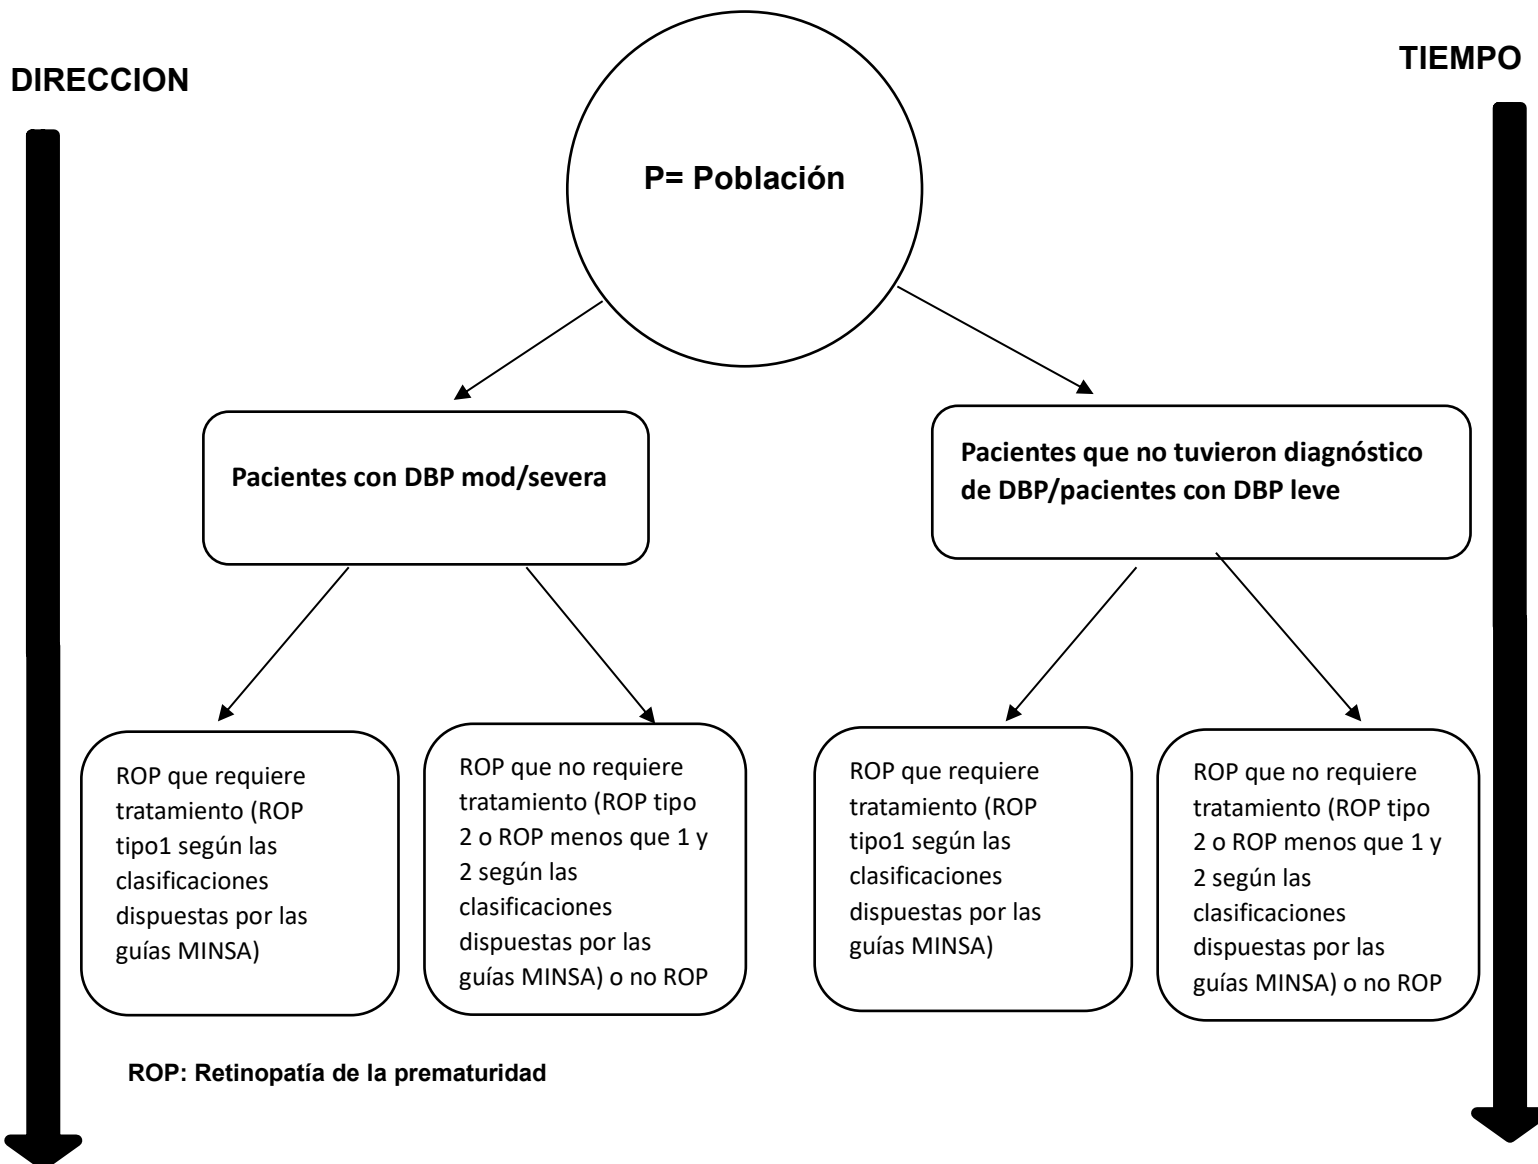 DIRECCION
TIEMPO
P= Población
Pacientes con DBP mod/severa
Pacientes que no tuvieron diagnóstico
de DBP/pacientes con DBP leve
ROP que requiere
tratamiento (ROP
tipo1 según las
clasificaciones
dispuestas por las
guías MINSA)
ROP que no requiere
tratamiento (ROP tipo
2 o ROP menos que 1 y
2 según las
clasificaciones
dispuestas por las
guías MINSA) o no ROP
ROP que requiere
tratamiento (ROP
tipo1 según las
clasificaciones
dispuestas por las
guías MINSA)
ROP que no requiere
tratamiento (ROP tipo
2 o ROP menos que 1 y
2 según las
clasificaciones
dispuestas por las
guías MINSA) o no ROP
ROP: Retinopatía de la prematuridad